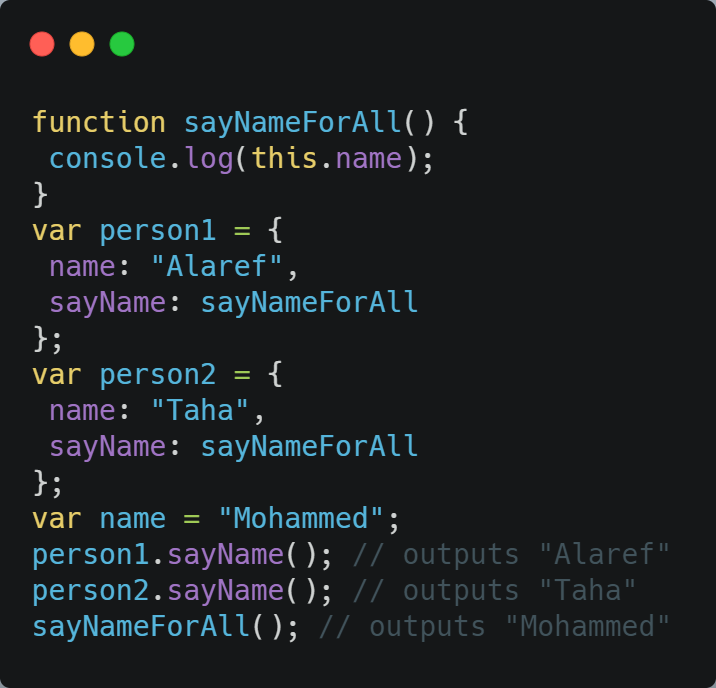 function sayNameForAll() {
 console.log(this.name);
}
var person1 = {
 name: "Alaref",
 sayName: sayNameForAll
};
var person2 = {
 name: "Taha",
 sayName: sayNameForAll
};
var name = "Mohammed";
person1.sayName(); // outputs "Alaref"
person2.sayName(); // outputs "Taha"
sayNameForAll(); // outputs "Mohammed"